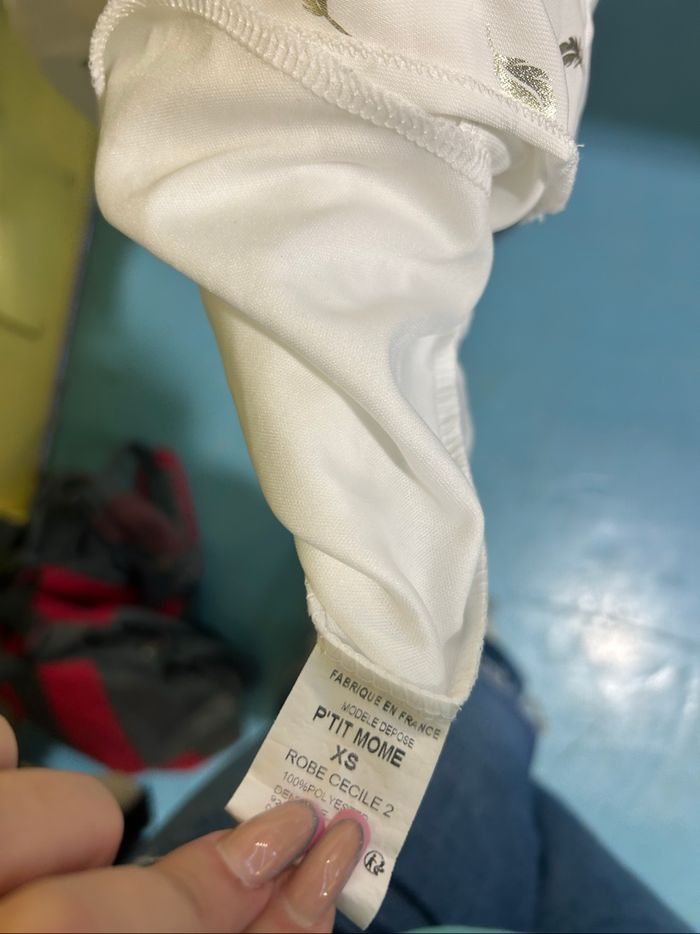 FABRIQUE EN FRANCE
MODELE DEPOSE
P'TIT MOME
XS
ROBE CECILE 2
100%POLYESTER